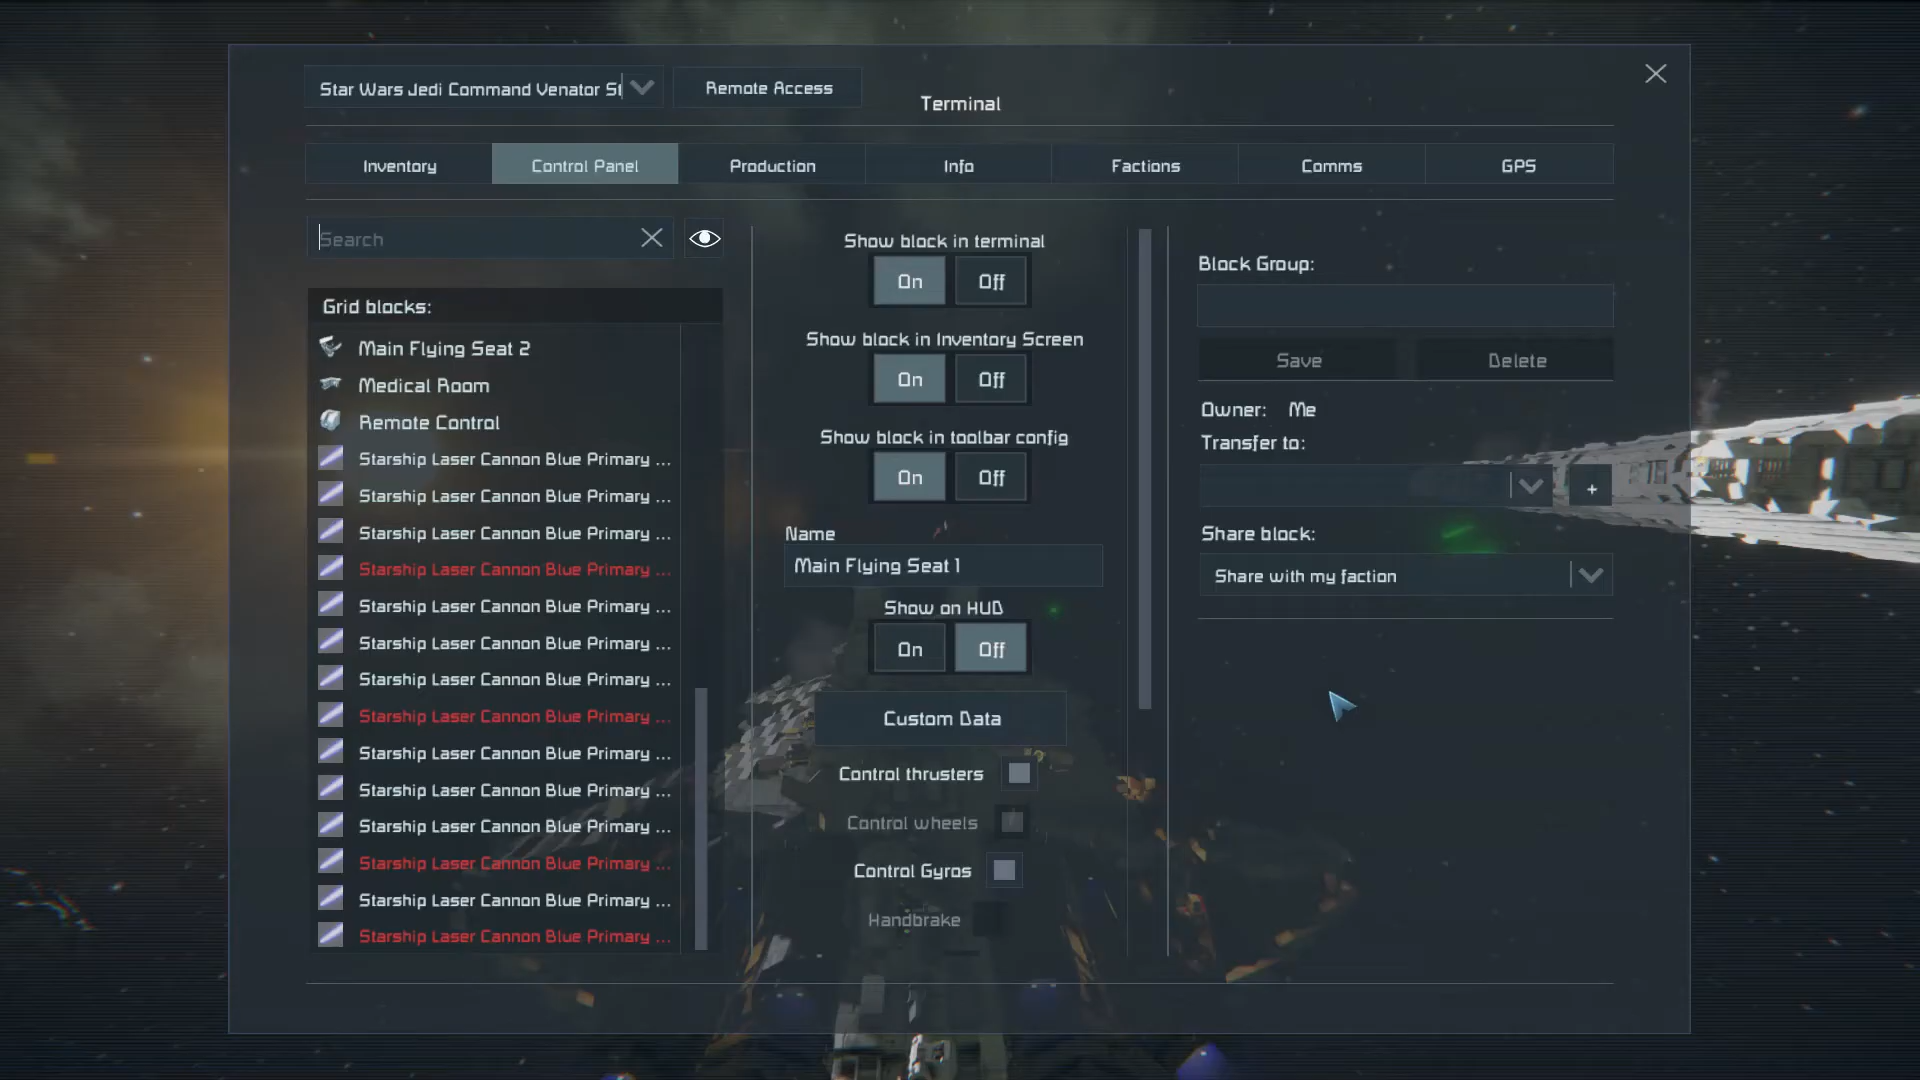 Star Wars Jedi Command Venator St
Remote Access
Terminal
Inventory
Control Panel
Production
Info
Factions
Comms
GPS
Search
Grid blocks:
Main Flying Seat 2
Medical Room
Remote Control
Starship Laser Cannon Blue Primary ...
Starship Laser Cannon Blue Primary ...
Starship Laser Cannon Blue Primary ...
Starship Laser Cannon Blue Primary ...
Starship Laser Cannon Blue Primary ...
Starship Laser Cannon Blue Primary ...
Starship Laser Cannon Blue Primary ...
Starship Laser Cannon Blue Primary ...
Starship Laser Cannon Blue Primary ...
Starship Laser Cannon Blue Primary ...
Starship Laser Cannon Blue Primary ...
Starship Laser Cannon Blue Primary ...
Starship Laser Cannon Blue Primary ...
Starship Laser Cannon Blue Primary ...
Show block in terminal
On Off
Show block in Inventory Screen
On Off
Show block in toolbar config
On Off
Name
Main Flying Seat 1
Show on HUD
On Off
Custom Data
Control thrusters
Control wheels
Control Gyros
Handbrake
Block Group:
Save Delete
Owner: Me
Transfer to:
+
Share block:
Share with my faction